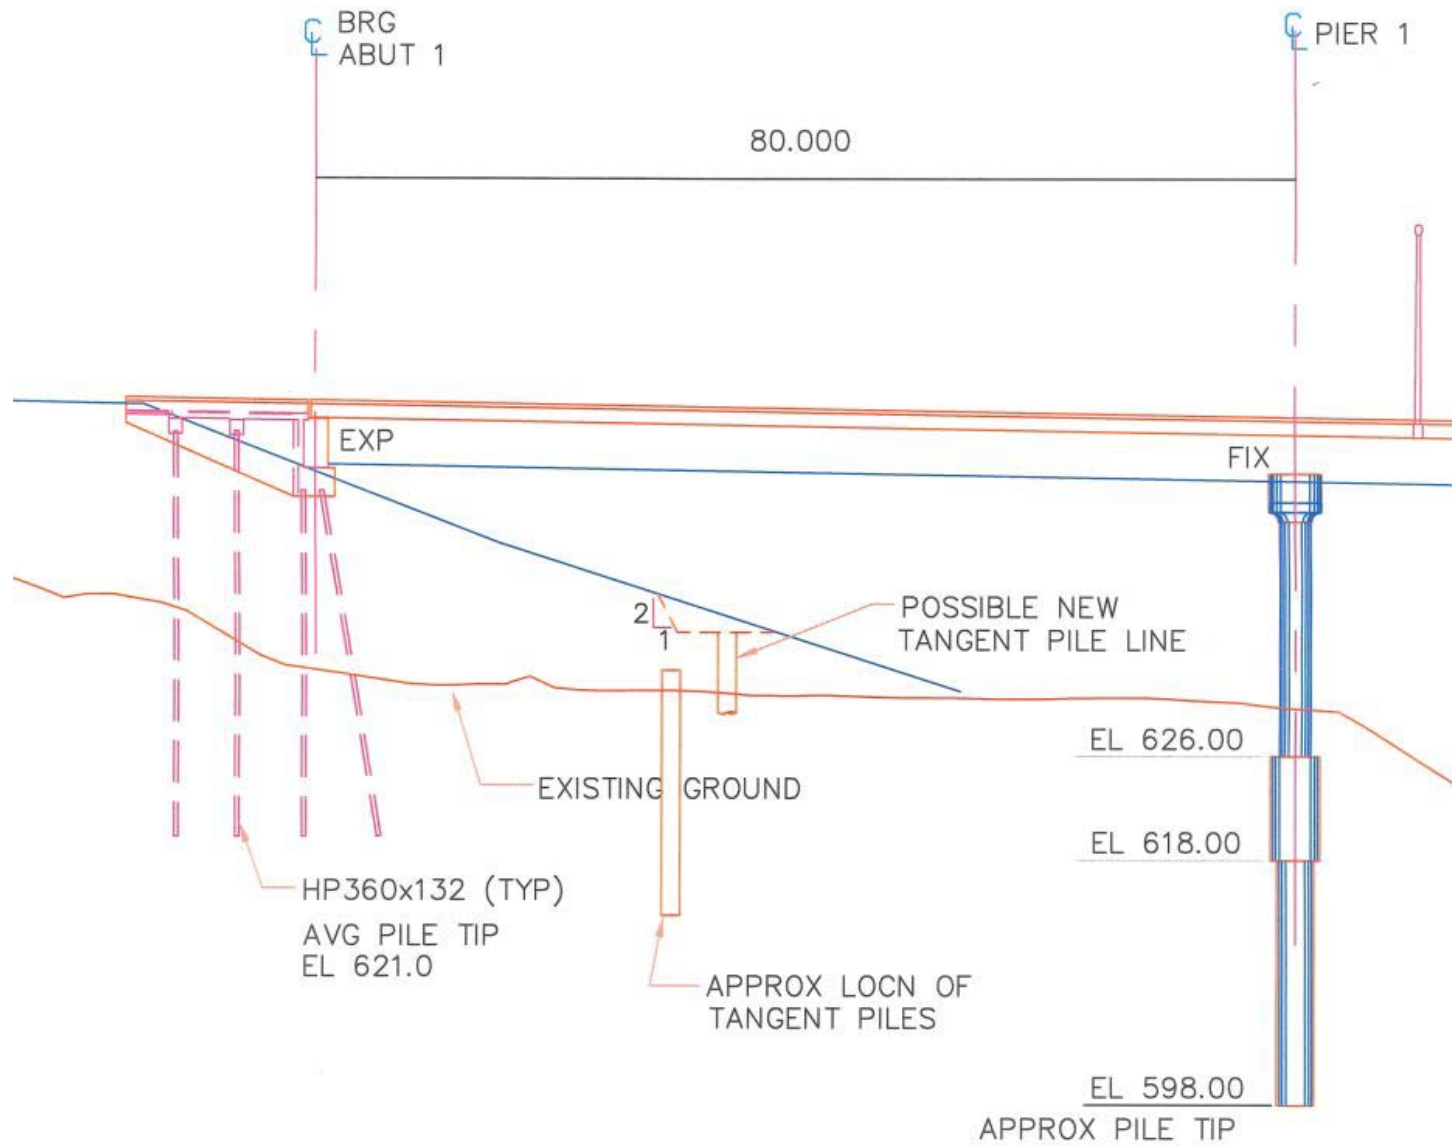 ℄ BRG
ABUT 1
℄ PIER 1
80.000
EXP
FIX
2
1
POSSIBLE NEW
TANGENT PILE LINE
EL 626.00
EXISTING GROUND
EL 618.00
HP360x132 (TYP)
AVG PILE TIP
EL 621.0
APPROX LOCN OF
TANGENT PILES
EL 598.00
APPROX PILE TIP